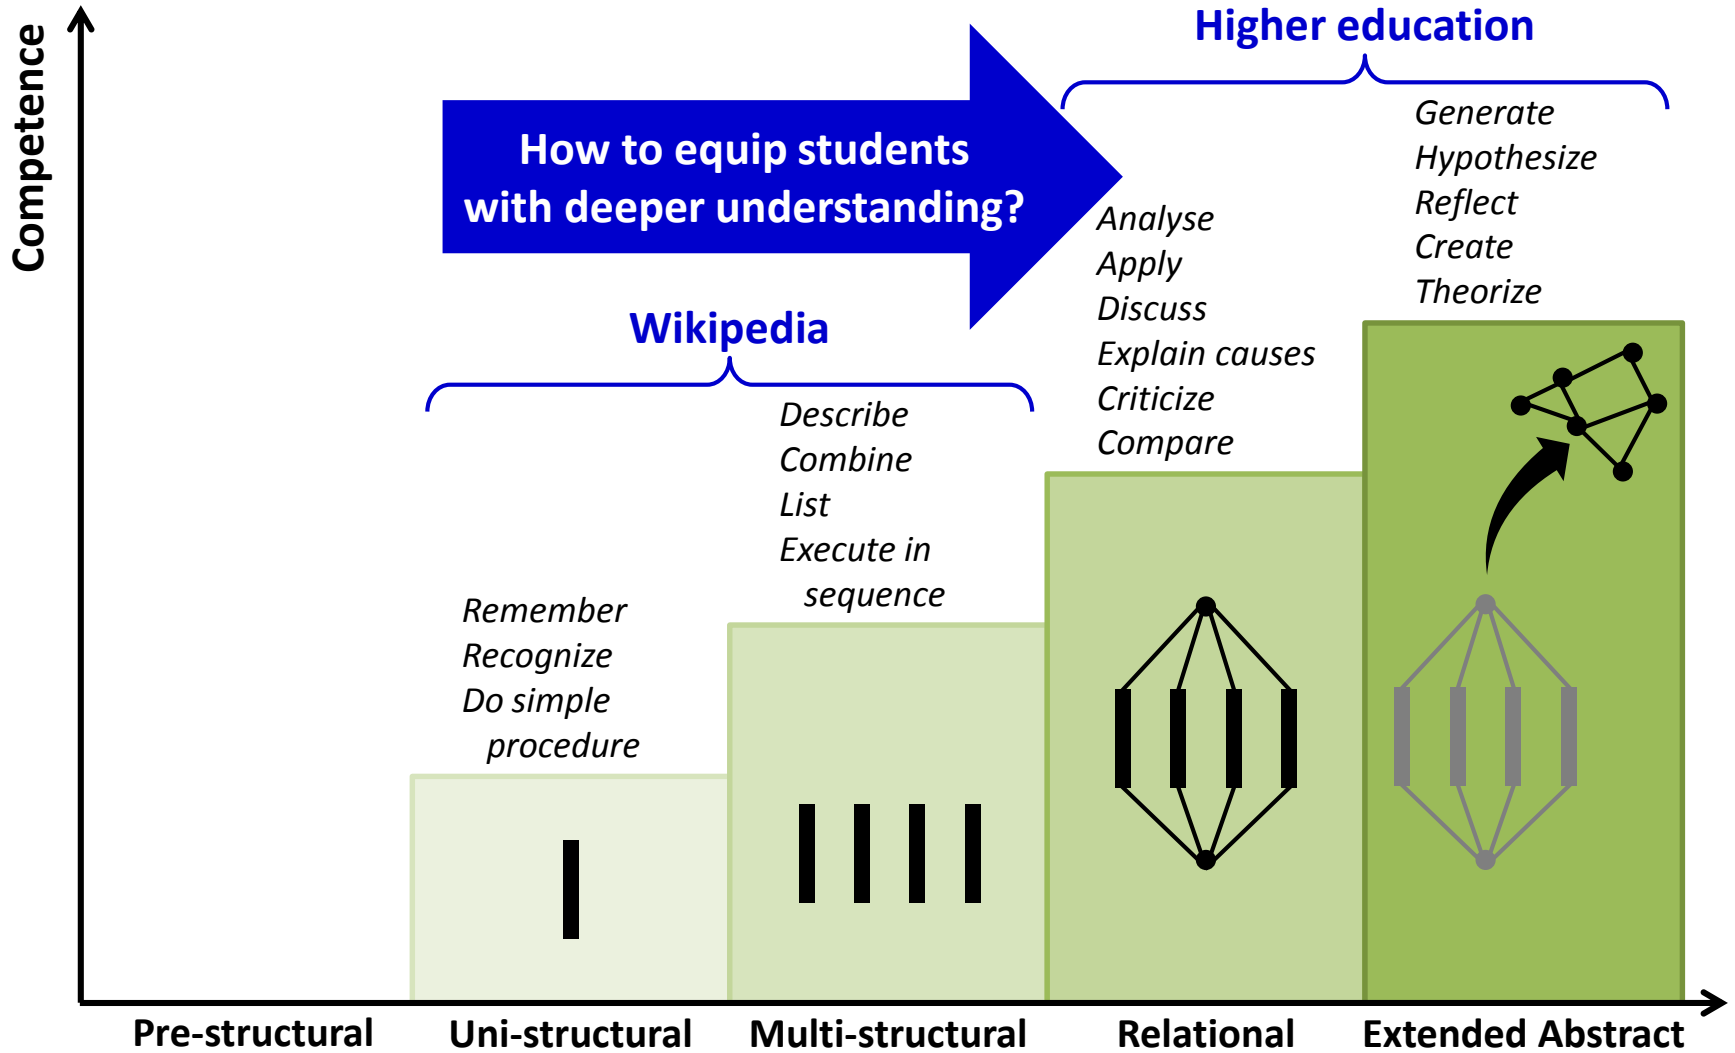 Competence
Higher education
How to equip students
with deeper understanding?
Wikipedia
Remember
Recognize
Do simple
procedure
Describe
Combine
List
Execute in
sequence
Analyse
Apply
Discuss
Explain causes
Criticize
Compare
Generate
Hypothesize
Reflect
Create
Theorize
Pre-structural
Uni-structural
Multi-structural
Relational
Extended Abstract